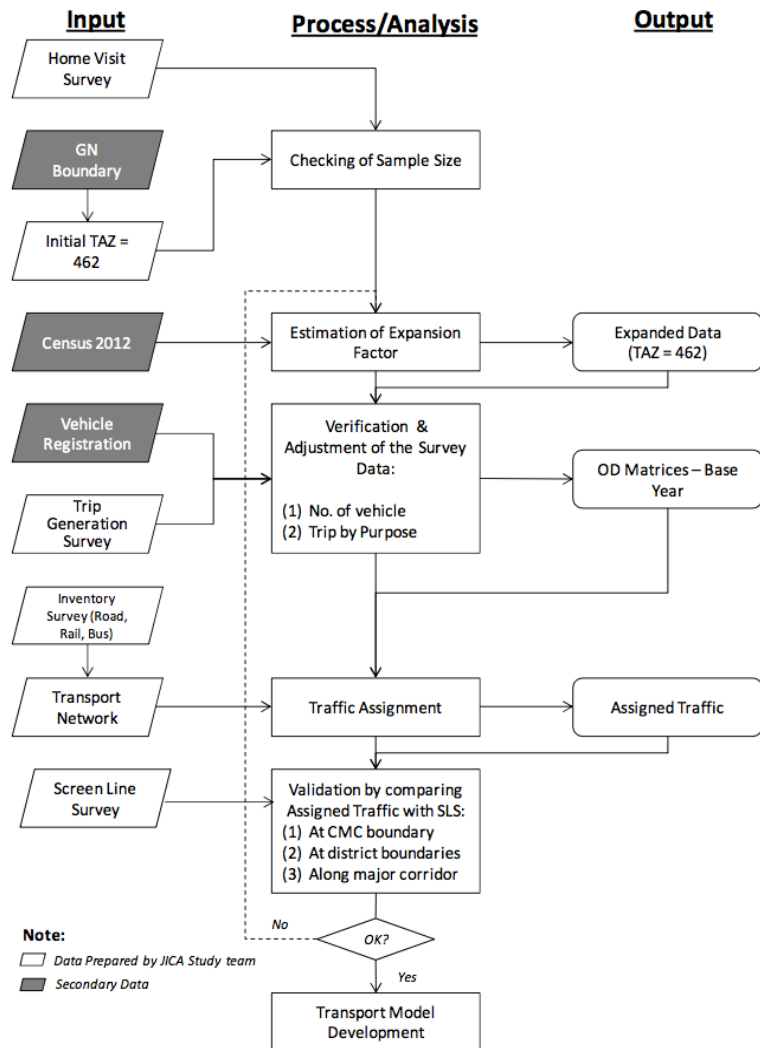 Input
Process/Analysis
Output
Home Visit
Survey
GN
Boundary
Checking of Sample Size
Initial TAZ =
462
Census 2012
Estimation of Expansion
Factor
Expanded Data
(TAZ = 462)
Vehicle
Registration
Verification &
Adjustment of the Survey
Data:
(1) No. of vehicle
(2) Trip by Purpose
OD Matrices – Base
Year
Trip
Generation
Survey
Inventory
Survey (Road,
Rail, Bus)
Transport
Network
Traffic Assignment
Assigned Traffic
Screen Line
Survey
Validation by comparing
Assigned Traffic with SLS:
(1) At CMC boundary
(2) At district boundaries
(3) Along major corridor
No
OK?
Yes
Note:
Data Prepared by JICA Study team
Secondary Data
Transport Model
Development